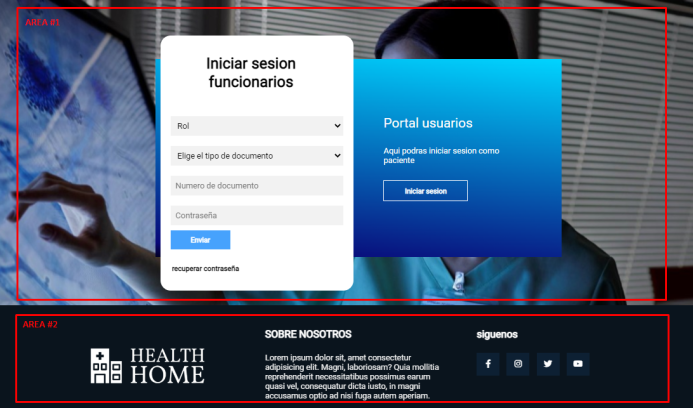 AREA 01
Iniciar sesion
funcionarios
Rol
Elige el tipo de documento
Numero de documento
Contraseña
Enviar
recuperar contraseña
Portal usuarios
Aqui podras iniciar sesion como
paciente
Iniciar sesion
AREA #2
HEALTH
HOME
SOBRE NOSOTROS
Lorem ipsum dolor sit, amet consectetur
adipisicing elit. Magni, laboriosam? Quia mollitia
reprehenderit necessitatibus possimus earum
quasi vel, consequatur dicta iusto, in magni
accusamus optio ad nisi fuga autem aperiam.
siguenos